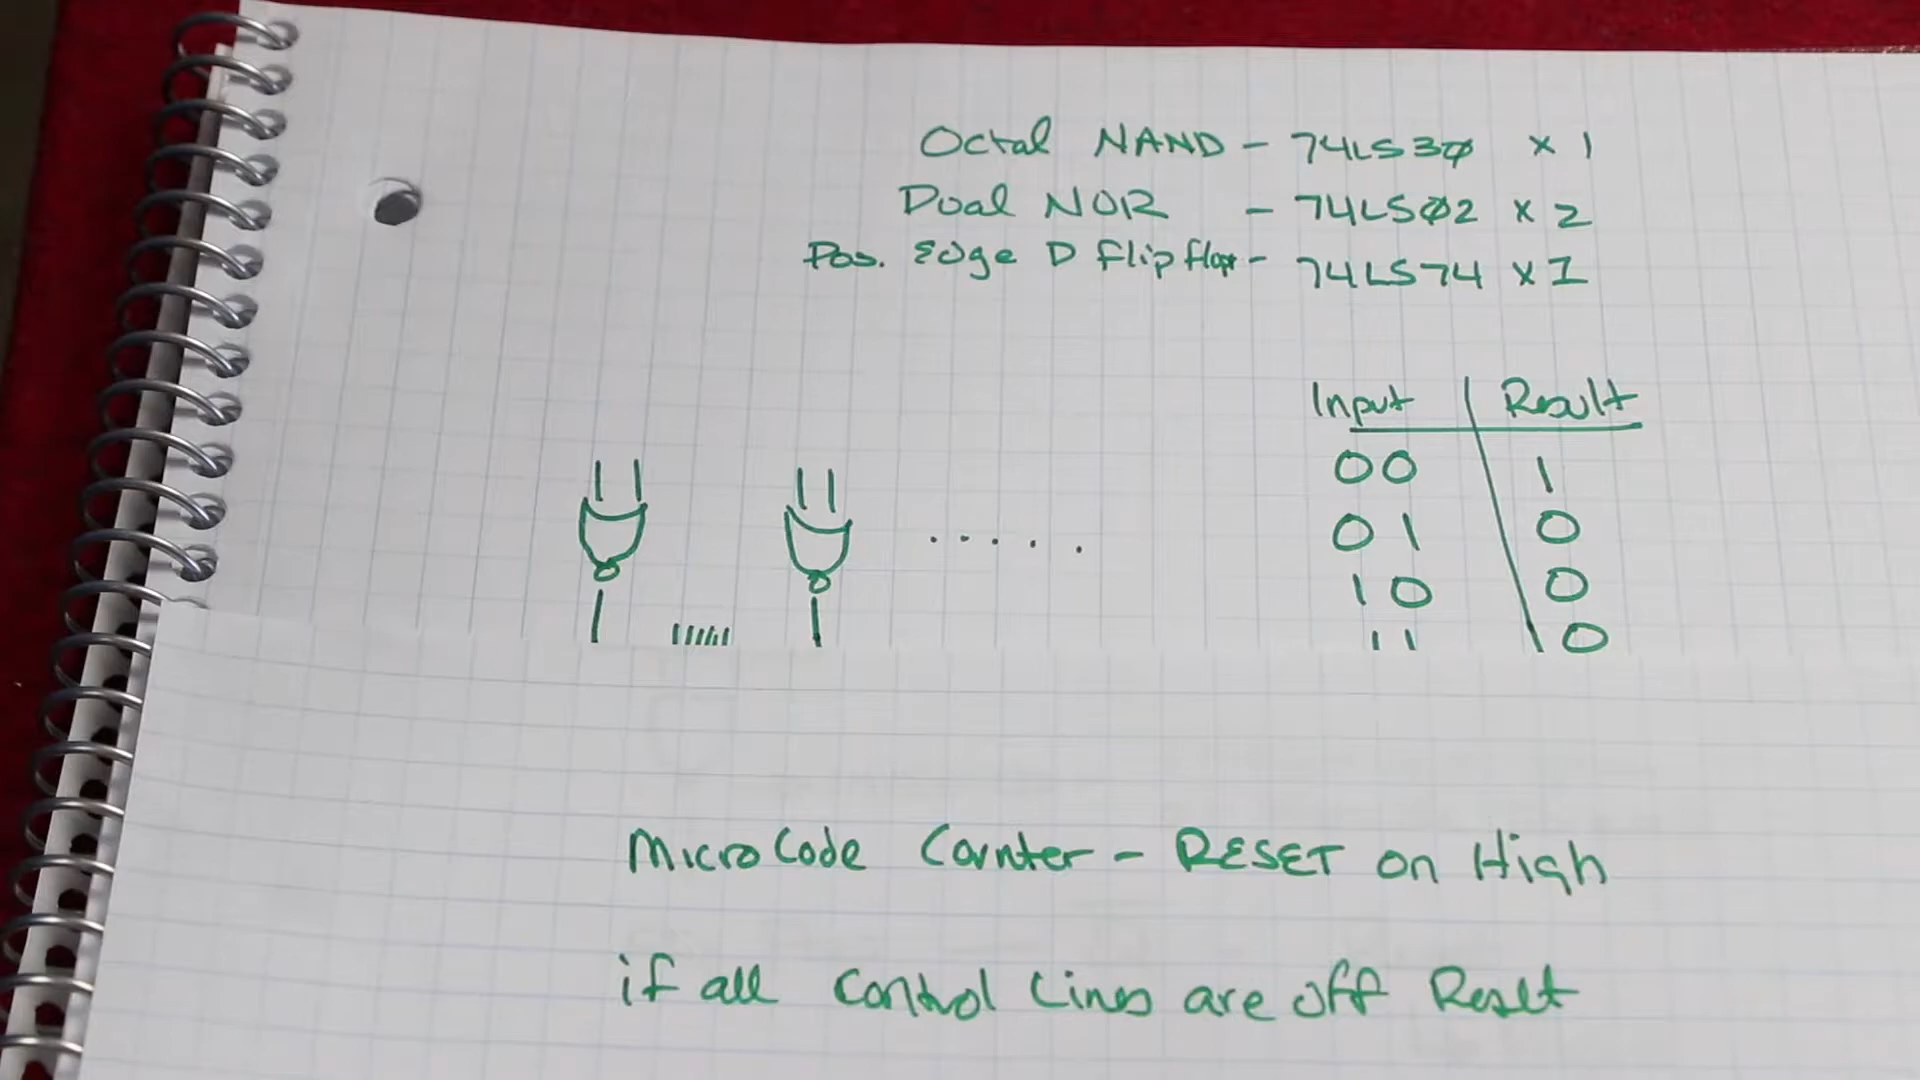 Octal NAND - 74LS30 x 1
Dual NOR - 74LS02 x 2
Pos. Edge D flip flop - 74LS74 x 1
Input Result
00 1
01 0
10 0
11 0
MicroCode Counter - RESET on High
if all Control Lines are off Reset